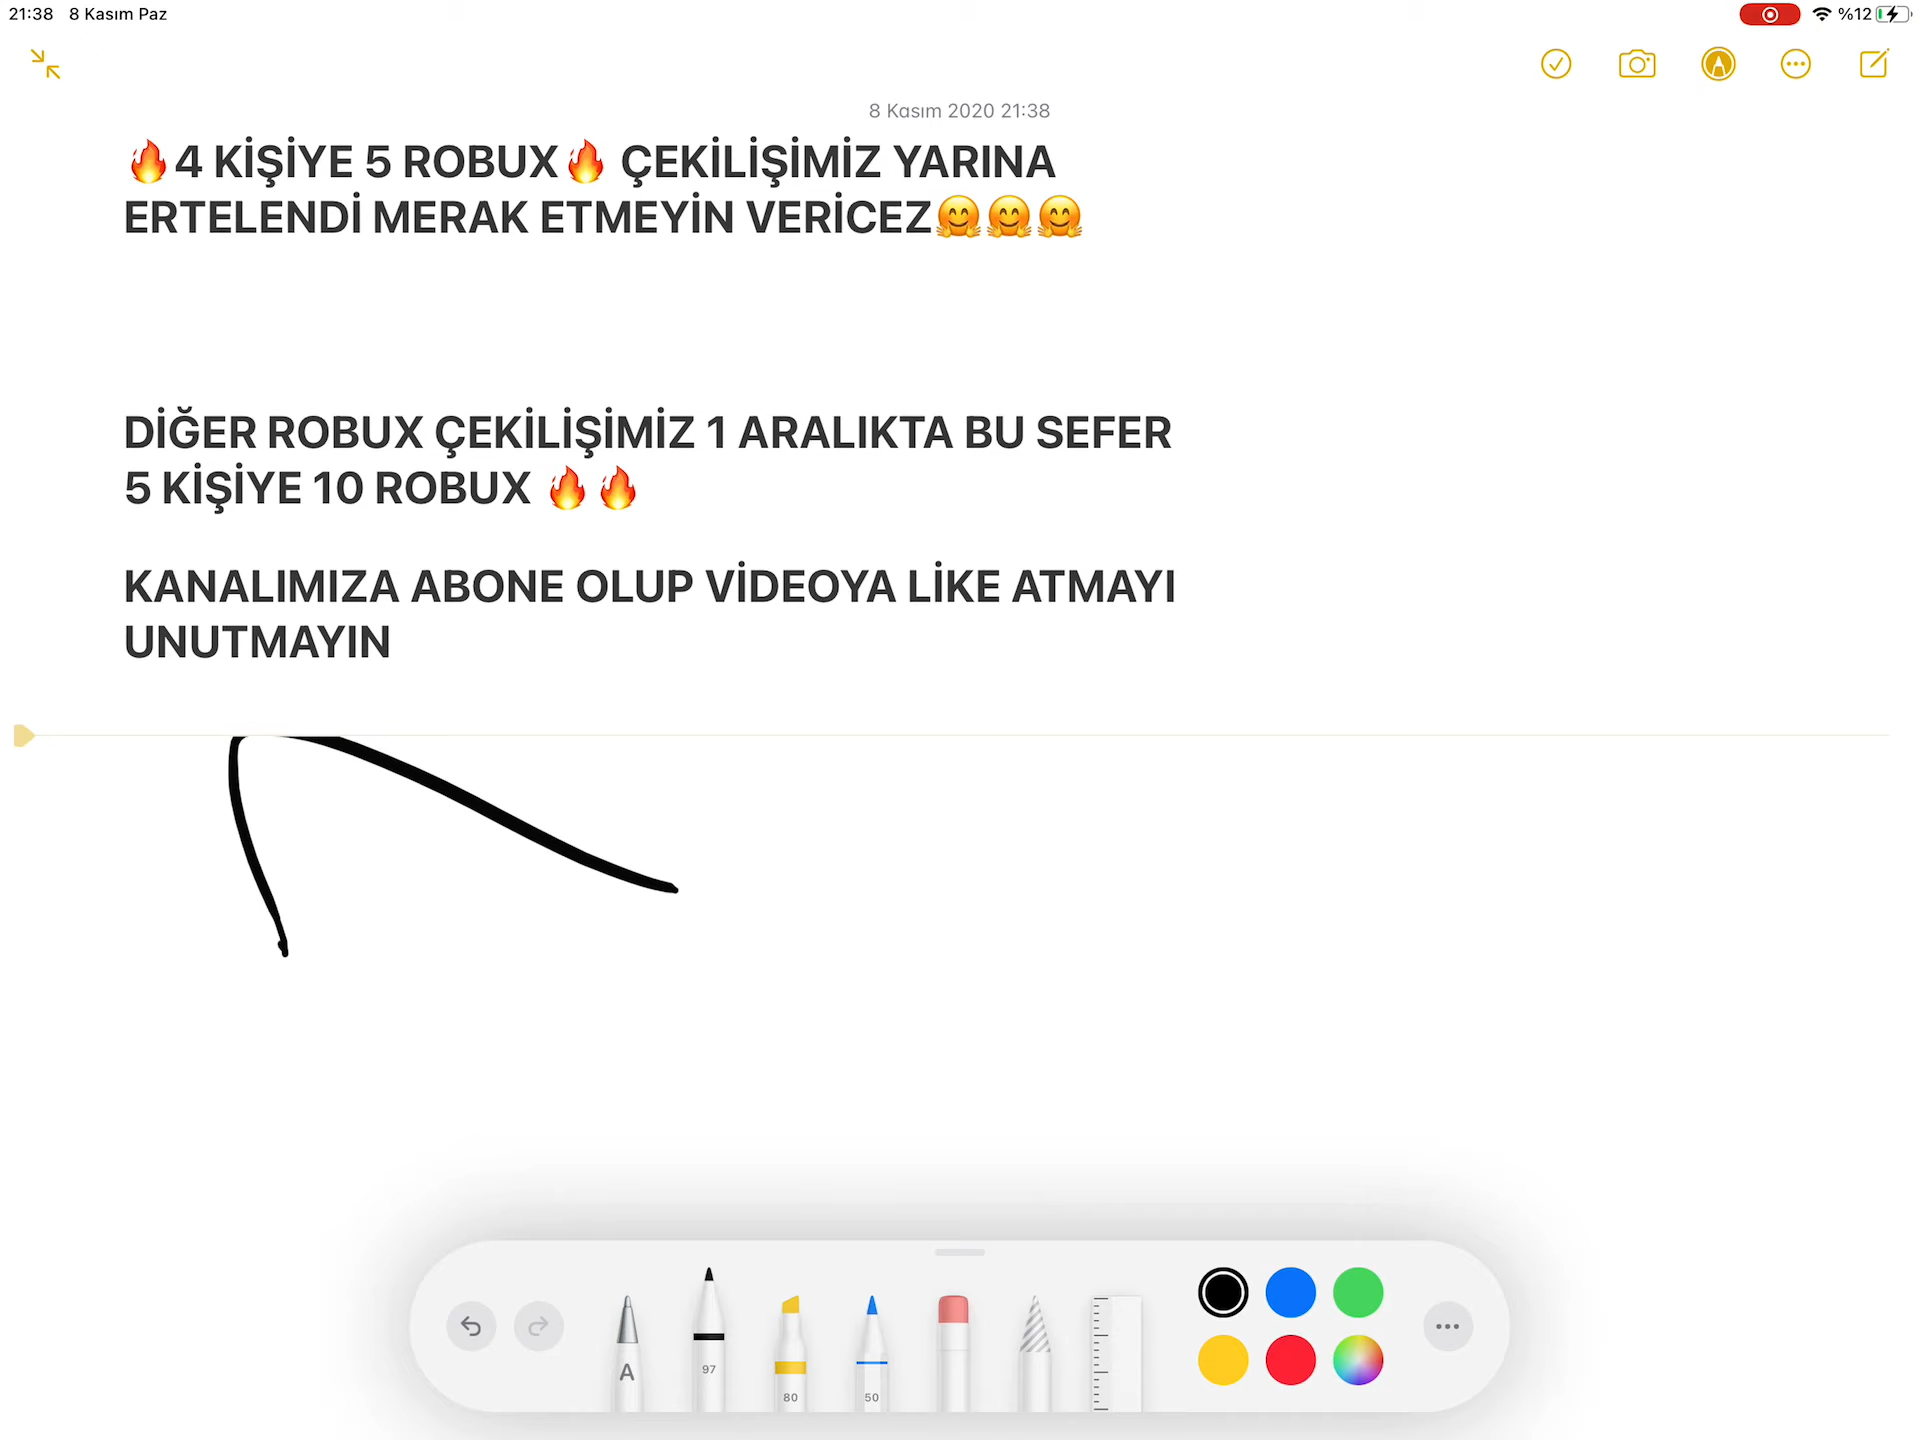 21:38 8 Kasım Paz %12
8 Kasım 2020 21:38
🔥4 KİŞİYE 5 ROBUX🔥 ÇEKİLİŞİMİZ YARINA
ERTELENDİ MERAK ETMEYİN VERİCEZ🤗🤗🤗
DİĞER ROBUX ÇEKİLİŞİMİZ 1 ARALIKTA BU SEFER
5 KİŞİYE 10 ROBUX 🔥🔥
KANALIMIZA ABONE OLUP VİDEOYA LİKE ATMAYI
UNUTMAYIN
A 97 80 50